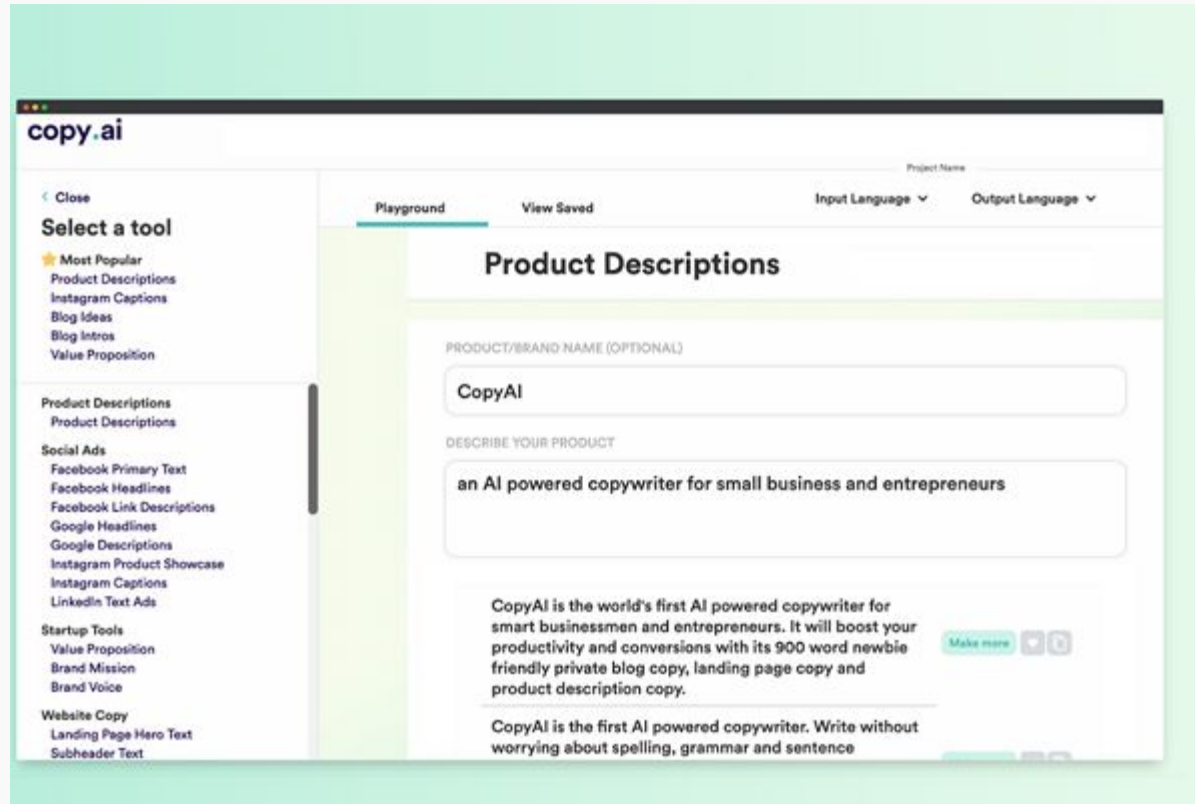 copy.ai
Project Name
Close
Select a tool
Most Popular
Product Descriptions
Instagram Captions
Blog Ideas
Blog Intros
Value Proposition
Product Descriptions
Product Descriptions
Social Ads
Facebook Primary Text
Facebook Headlines
Facebook Link Descriptions
Google Headlines
Google Descriptions
Instagram Product Showcase
Instagram Captions
LinkedIn Text Ads
Startup Tools
Value Proposition
Brand Mission
Brand Voice
Website Copy
Landing Page Hero Text
Subheader Text
Playground
View Saved
Input Language
Output Language
Product Descriptions
PRODUCT/BRAND NAME (OPTIONAL)
CopyAI
DESCRIBE YOUR PRODUCT
an AI powered copywriter for small business and entrepreneurs
CopyAI is the world's first AI powered copywriter for
smart businessmen and entrepreneurs. It will boost your
productivity and conversions with its 900 word newbie
friendly private blog copy, landing page copy and
product description copy.
Make more
CopyAI is the first AI powered copywriter. Write without
worrying about spelling, grammar and sentence